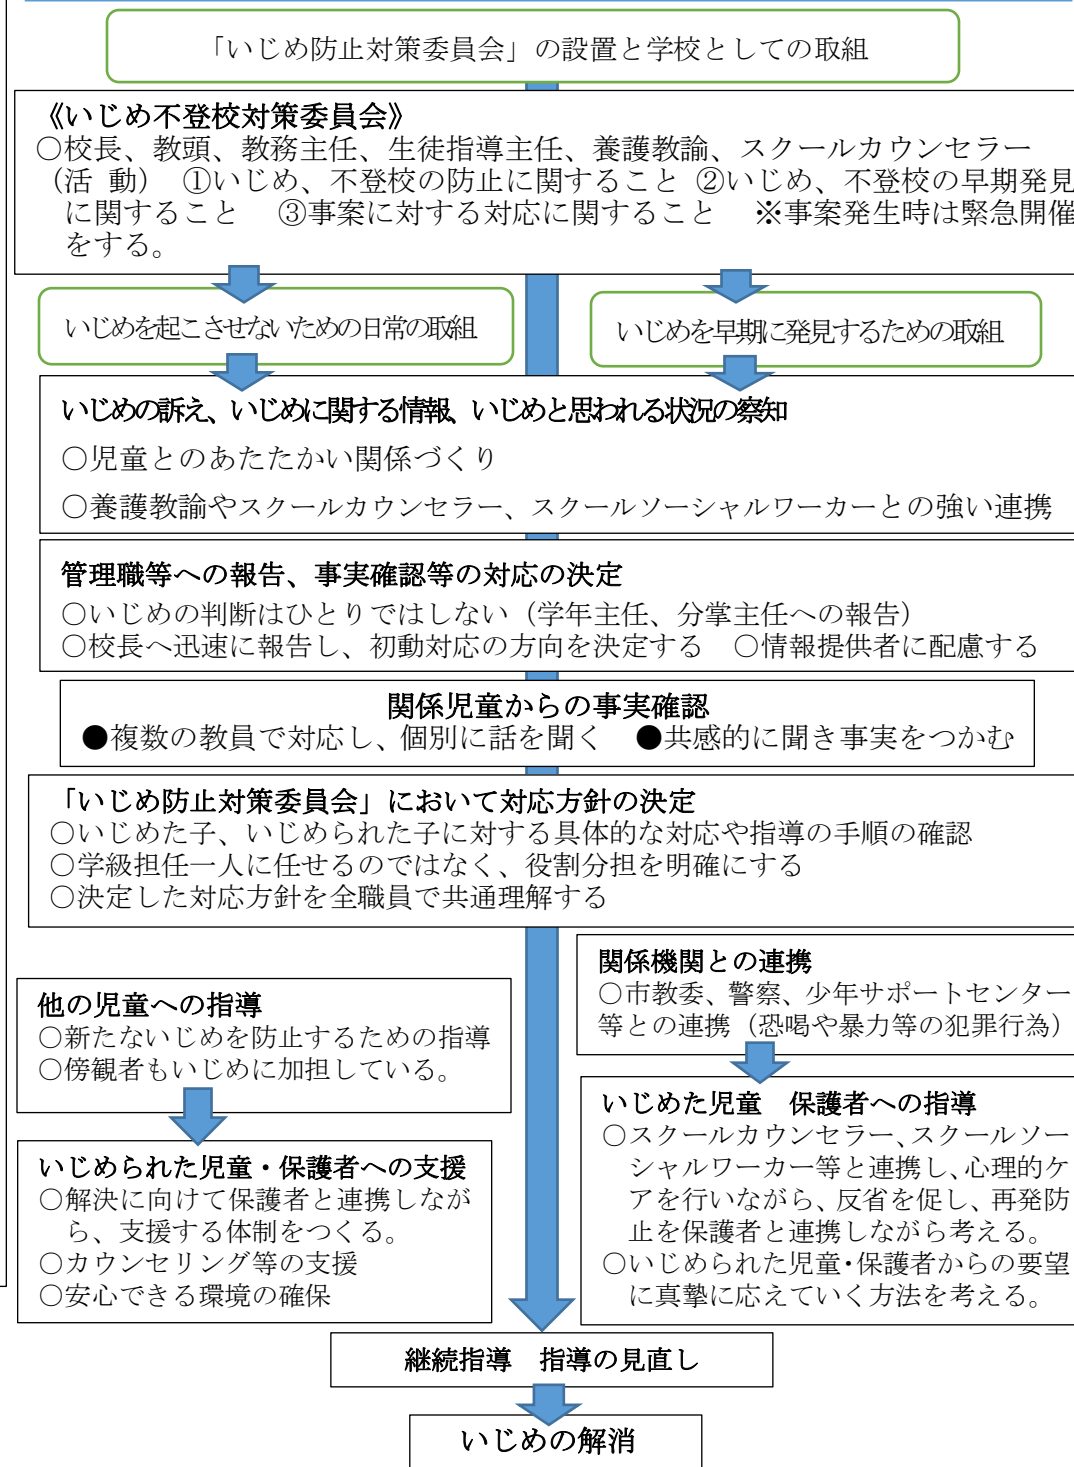 「いじめ防止対策委員会」の設置と学校としての取組
《いじめ不登校対策委員会》
○校長、教頭、教務主任、生徒指導主任、養護教諭、スクールカウンセラー
(活 動) ①いじめ、不登校の防止に関すること ②いじめ、不登校の早期発見
に関すること ③事案に対する対応に関すること ※事案発生時は緊急開催
をする。
いじめを起こさせないための日常の取組
いじめを早期に発見するための取組
いじめの訴え、いじめに関する情報、いじめと思われる状況の察知
○児童とのあたたかい関係づくり
○養護教諭やスクールカウンセラー、スクールソーシャルワーカーとの強い連携
管理職等への報告、事実確認等の対応の決定
○いじめの判断はひとりではしない(学年主任、分掌主任への報告)
○校長へ迅速に報告し、初動対応の方向を決定する ○情報提供者に配慮する
関係児童からの事実確認
●複数の教員で対応し、個別に話を聞く ●共感的に聞き事実をつかむ
「いじめ防止対策委員会」において対応方針の決定
○いじめた子、いじめられた子に対する具体的な対応や指導の手順の確認
○学級担任一人に任せるのではなく、役割分担を明確にする
○決定した対応方針を全職員で共通理解する
他の児童への指導
○新たないじめを防止するための指導
○傍観者もいじめに加担している。
いじめられた児童・保護者への支援
○解決に向けて保護者と連携しなが
ら、支援する体制をつくる。
○カウンセリング等の支援
○安心できる環境の確保
関係機関との連携
○市教委、警察、少年サポートセンター
等との連携(恐喝や暴力等の犯罪行為)
いじめた児童 保護者への指導
○スクールカウンセラー、スクールソー
シャルワーカー等と連携し、心理的ケ
アを行いながら、反省を促し、再発防
止を保護者と連携しながら考える。
○いじめられた児童・保護者からの要望
に真摯に応えていく方法を考える。
継続指導 指導の見直し
いじめの解消